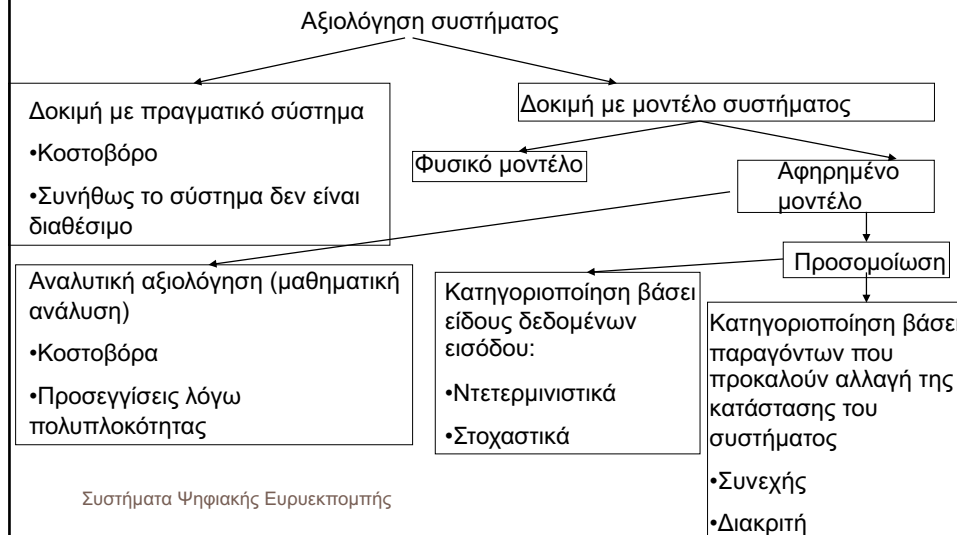 Αξιολόγηση συστήματος
Δοκιμή με πραγματικό σύστημα
•Κοστοβόρο
•Συνήθως το σύστημα δεν είναι
διαθέσιμο
Δοκιμή με μοντέλο συστήματος
Φυσικό μοντέλο
Αφηρημένο
μοντέλο
Προσομοίωση
Αναλυτική αξιολόγηση (μαθηματική
ανάλυση)
•Κοστοβόρα
•Προσεγγίσεις λόγω
πολυπλοκότητας
Κατηγοριοποίηση βάσει
είδους δεδομένων
εισόδου:
•Ντετερμινιστικά
•Στοχαστικά
Κατηγοριοποίηση βάσει
παραγόντων που
προκαλούν αλλαγή της
κατάστασης του
συστήματος
•Συνεχής
•Διακριτή
Συστήματα Ψηφιακής Ευρυεκπομπής